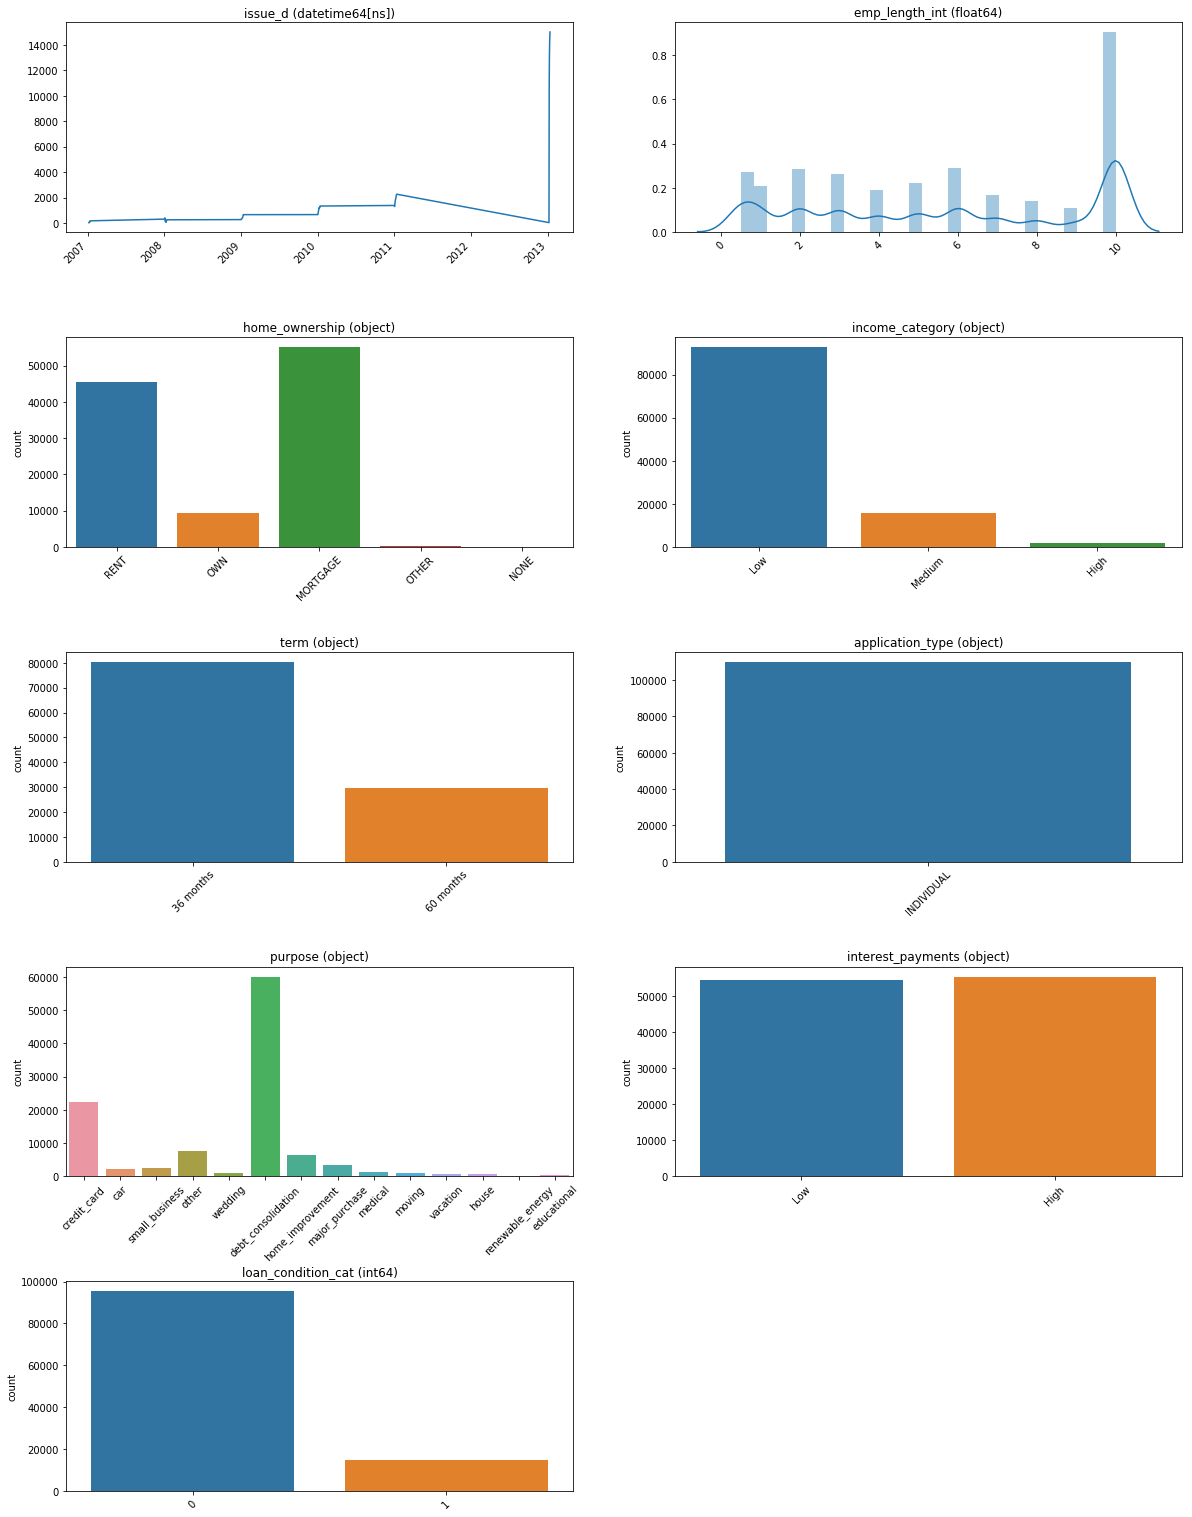 issue_d (datetime64[ns])
14000
12000
10000
8000
6000
4000
2000
0
2007
2008
2009
2010
2011
2012
2013
emp_length_int (float64)
0.8
0.6
0.4
0.2
0.0
0
2
4
6
8
10
home_ownership (object)
count
50000
40000
30000
20000
10000
0
RENT
OWN
MORTGAGE
OTHER
NONE
income_category (object)
count
80000
60000
40000
20000
0
Low
Medium
High
term (object)
count
80000
70000
60000
50000
40000
30000
20000
10000
0
36 months
60 months
application_type (object)
count
100000
80000
60000
40000
20000
0
INDIVIDUAL
purpose (object)
count
60000
50000
40000
30000
20000
10000
0
credit_card
car
small_business
other
wedding
debt_consolidation
home_improvement
major_purchase
medical
moving
vacation
house
renewable_energy
educational
interest_payments (object)
count
50000
40000
30000
20000
10000
0
Low
High
loan_condition_cat (int64)
count
100000
80000
60000
40000
20000
0
0
1